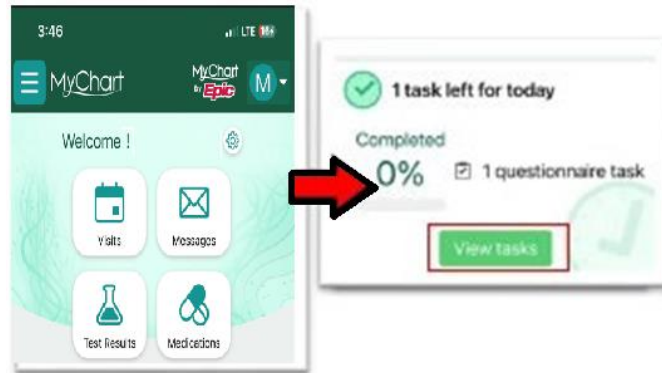 3:46
LTE
MyChart
MyChart
by Epic
M
Welcome !
Visits
Messages
Test Results
Medications
1 task left for today
Completed
0%
1 questionnaire task
View tasks